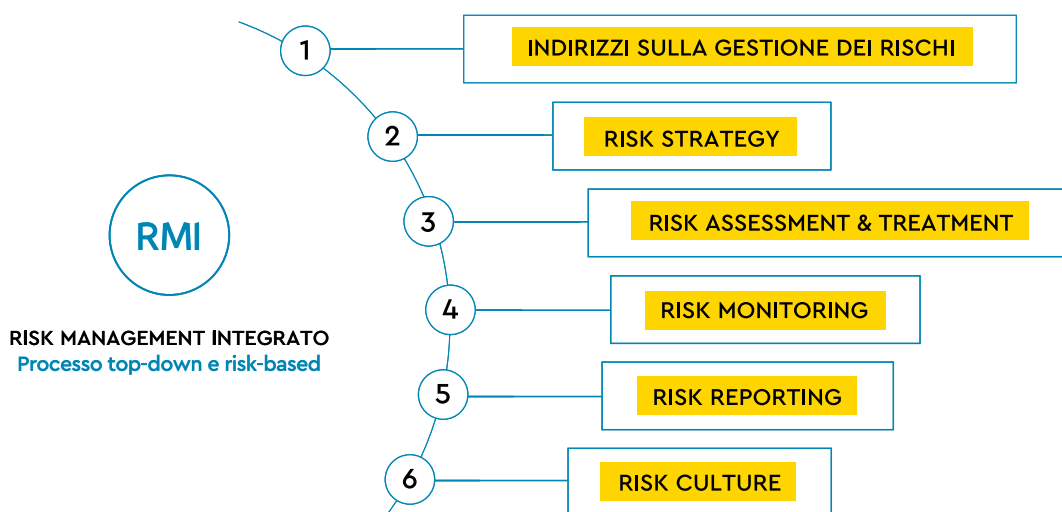 1
INDIRIZZI SULLA GESTIONE DEI RISCHI
2
RISK STRATEGY
3
RISK ASSESSMENT & TREATMENT
RMI
4
RISK MONITORING
RISK MANAGEMENT INTEGRATO
Processo top-down e risk-based
5
RISK REPORTING
6
RISK CULTURE